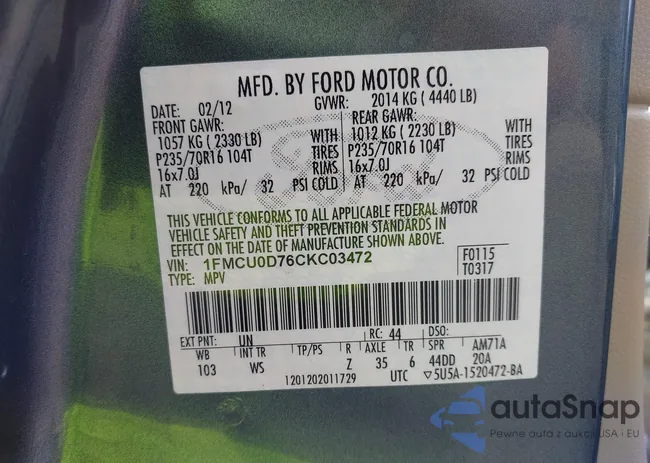 MFD. BY FORD MOTOR CO.
DATE: 02/12 GVWR: 2014 KG ( 4440 LB)
FRONT GAWR: REAR GAWR:
1057 KG ( 2330 LB) WITH 1012 KG ( 2230 LB) WITH
P235/70R16 104T TIRES P235/70R16 104T TIRES
16x7.0J RIMS 16x7.0J RIMS
AT 220 kPa/ 32 PSI COLD AT 220 kPa/ 32 PSI COLD
THIS VEHICLE CONFORMS TO ALL APPLICABLE FEDERAL MOTOR
VEHICLE SAFETY AND THEFT PREVENTION STANDARDS IN
EFFECT ON THE DATE OF MANUFACTURE SHOWN ABOVE.
VIN: 1FMCU0D76CKC03472 F0115
TYPE: MPV T0317
EXT PNT: UN RC: 44 DSO:
WB INT TR TP/PS R AXLE TR SPR AM71A
103 WS Z 35 6 44DD 20A
1201202011729 UTC ▽5U5A-1520472-BA
autaSnap
Pewne auta z aukcji USA · EU